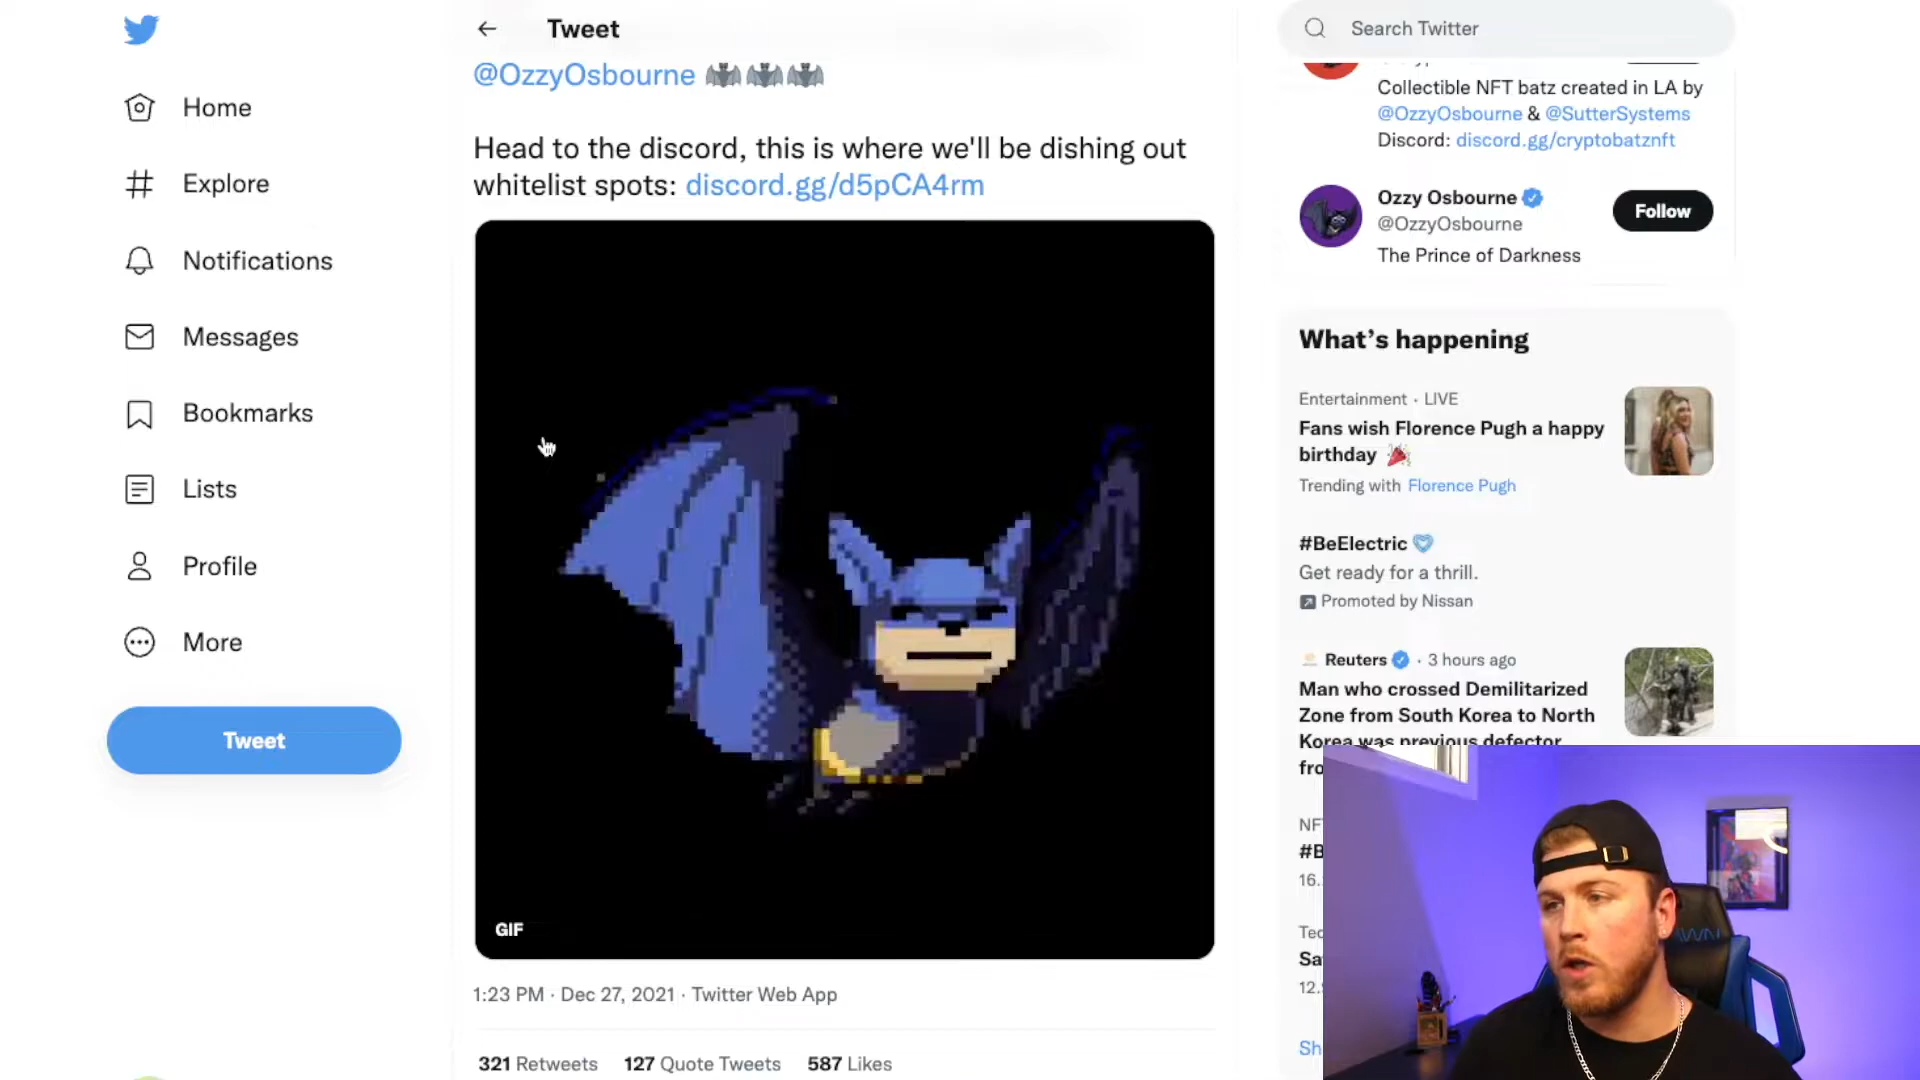 Home
Explore
Notifications
Messages
Bookmarks
Lists
Profile
More
Tweet
Tweet
@OzzyOsbourne
Head to the discord, this is where we'll be dishing out
whitelist spots: discord.gg/d5pCA4rm
GIF
1:23 PM · Dec 27, 2021 · Twitter Web App
321 Retweets 127 Quote Tweets 587 Likes
Search Twitter
Collectible NFT batz created in LA by
@OzzyOsbourne & @SutterSystems
Discord: discord.gg/cryptobatznft
Ozzy Osbourne
@OzzyOsbourne
Follow
The Prince of Darkness
What's happening
Entertainment · LIVE
Fans wish Florence Pugh a happy
birthday
Trending with Florence Pugh
#BeElectric
Get ready for a thrill.
Promoted by Nissan
Reuters · 3 hours ago
Man who crossed Demilitarized
Zone from South Korea to North
Korea was previous defector